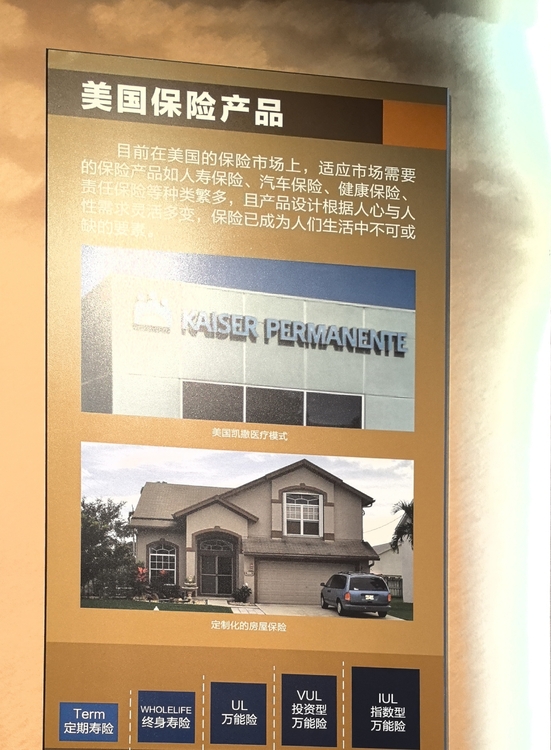 美国保险产品
目前在美国的保险市场上，适应市场需要
的保险产品如人寿保险、汽车保险、健康保险、
责任保险等种类繁多，且产品设计根据人心与人
性需求灵活多变，保险已成为人们生活中不可或
缺的要素。
KAISER PERMANENTE
美国凯撒医疗模式
定制化的房屋保险
Term
定期寿险
WHOLELIFE
终身寿险
UL
万能险
VUL
投资型
万能险
IUL
指数型
万能险